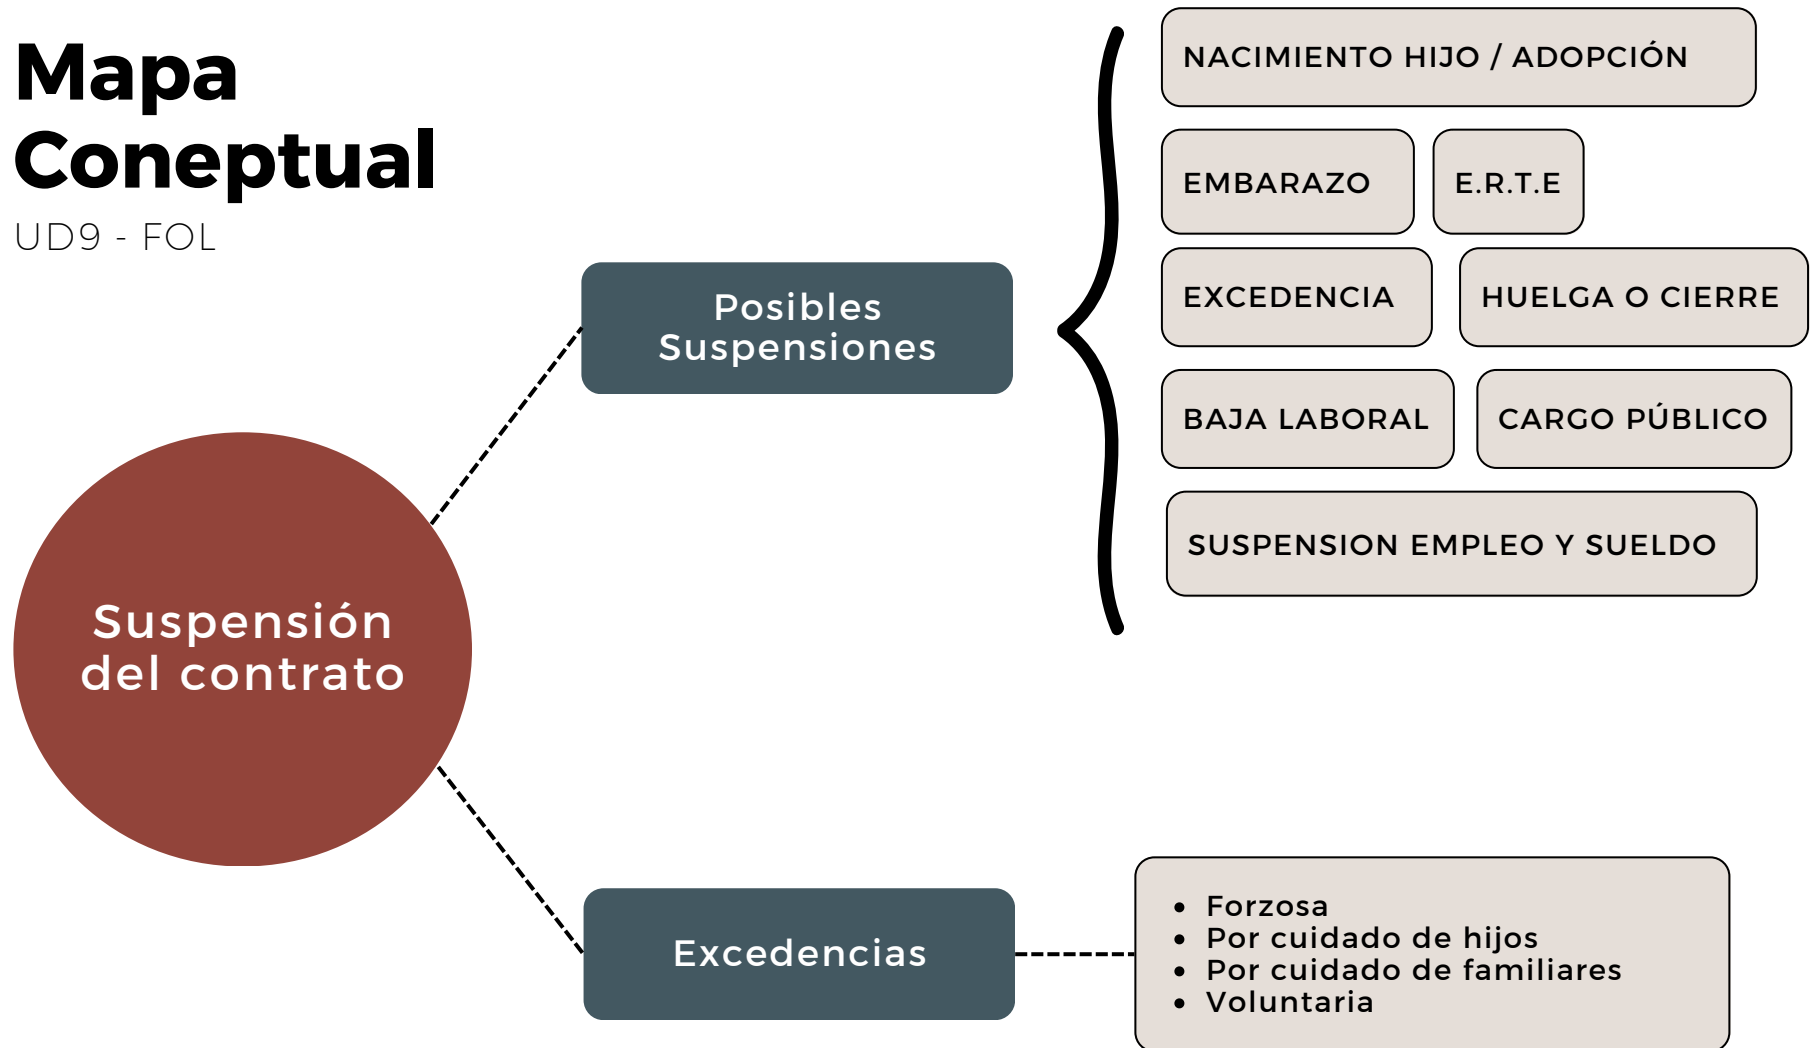 Mapa
Coneptual
UD9 - FOL
Suspensión
del contrato
Posibles
Suspensiones
NACIMIENTO HIJO / ADOPCIÓN
EMBARAZO
E.R.T.E
EXCEDENCIA
HUELGA O CIERRE
BAJA LABORAL
CARGO PÚBLICO
SUSPENSION EMPLEO Y SUELDO
Excedencias
• Forzosa
• Por cuidado de hijos
• Por cuidado de familiares
• Voluntaria